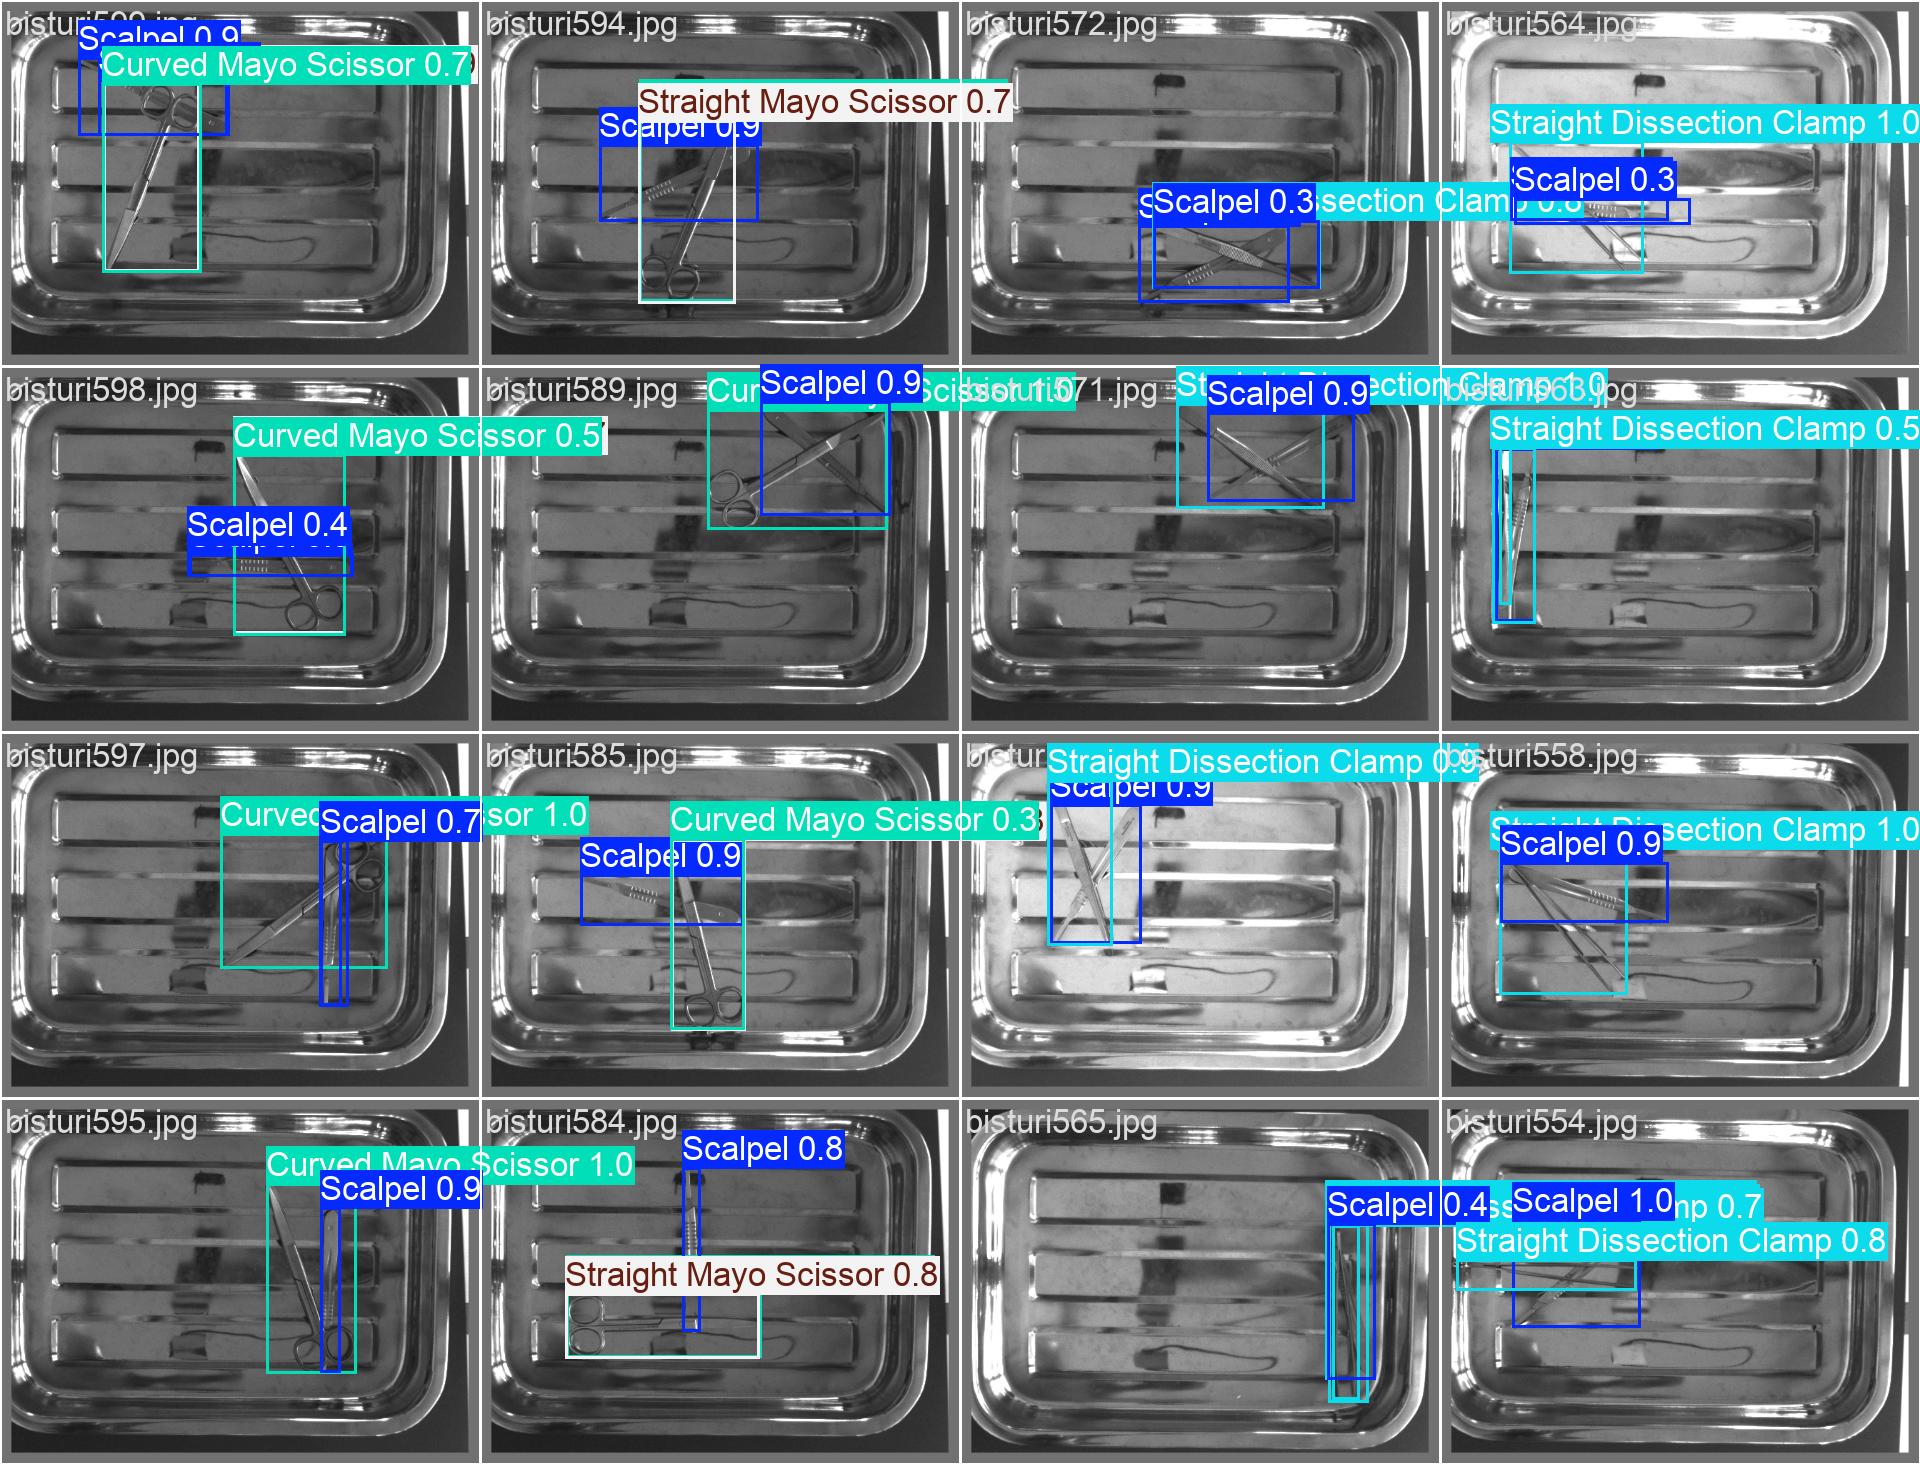 Scalpel 0.9
Curved Mayo Scissor 0.7
bisturi594.jpg
Straight Mayo Scissor 0.7
Scalpel 0.9
bisturi572.jpg
Scalpel 0.3
bisturi564.jpg
Straight Dissection Clamp 1.0
Scalpel 0.3
bisturi598.jpg
Curved Mayo Scissor 0.5
Scalpel 0.4
bisturi589.jpg
Scalpel 0.9
Scalpel 0.9
Straight Dissection Clamp 0.5
bisturi597.jpg
Scalpel 0.7
bisturi585.jpg
Curved Mayo Scissor 0.3
Scalpel 0.9
Straight Dissection Clamp 0.9
Scalpel 0.9
bisturi558.jpg
Scalpel 0.9
bisturi595.jpg
Curved Mayo Scissor 1.0
Scalpel 0.9
bisturi584.jpg
Scalpel 0.8
Straight Mayo Scissor 0.8
bisturi565.jpg
Scalpel 0.4
bisturi554.jpg
Scalpel 1.0
Straight Dissection Clamp 0.8